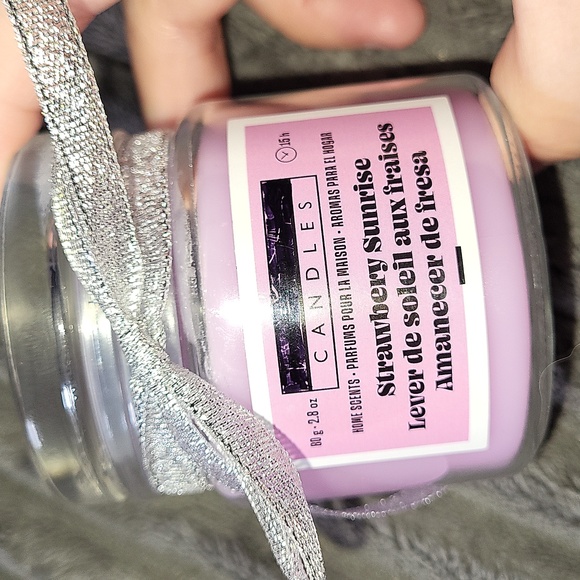 15 h
CANDLES
80 g - 2.8 oz
HOME SCENTS • PARFUMS POUR LA MAISON • AROMAS PARA EL HOGAR
Strawberry Sunrise
Lever de soleil aux fraises
Amanecer de fresa